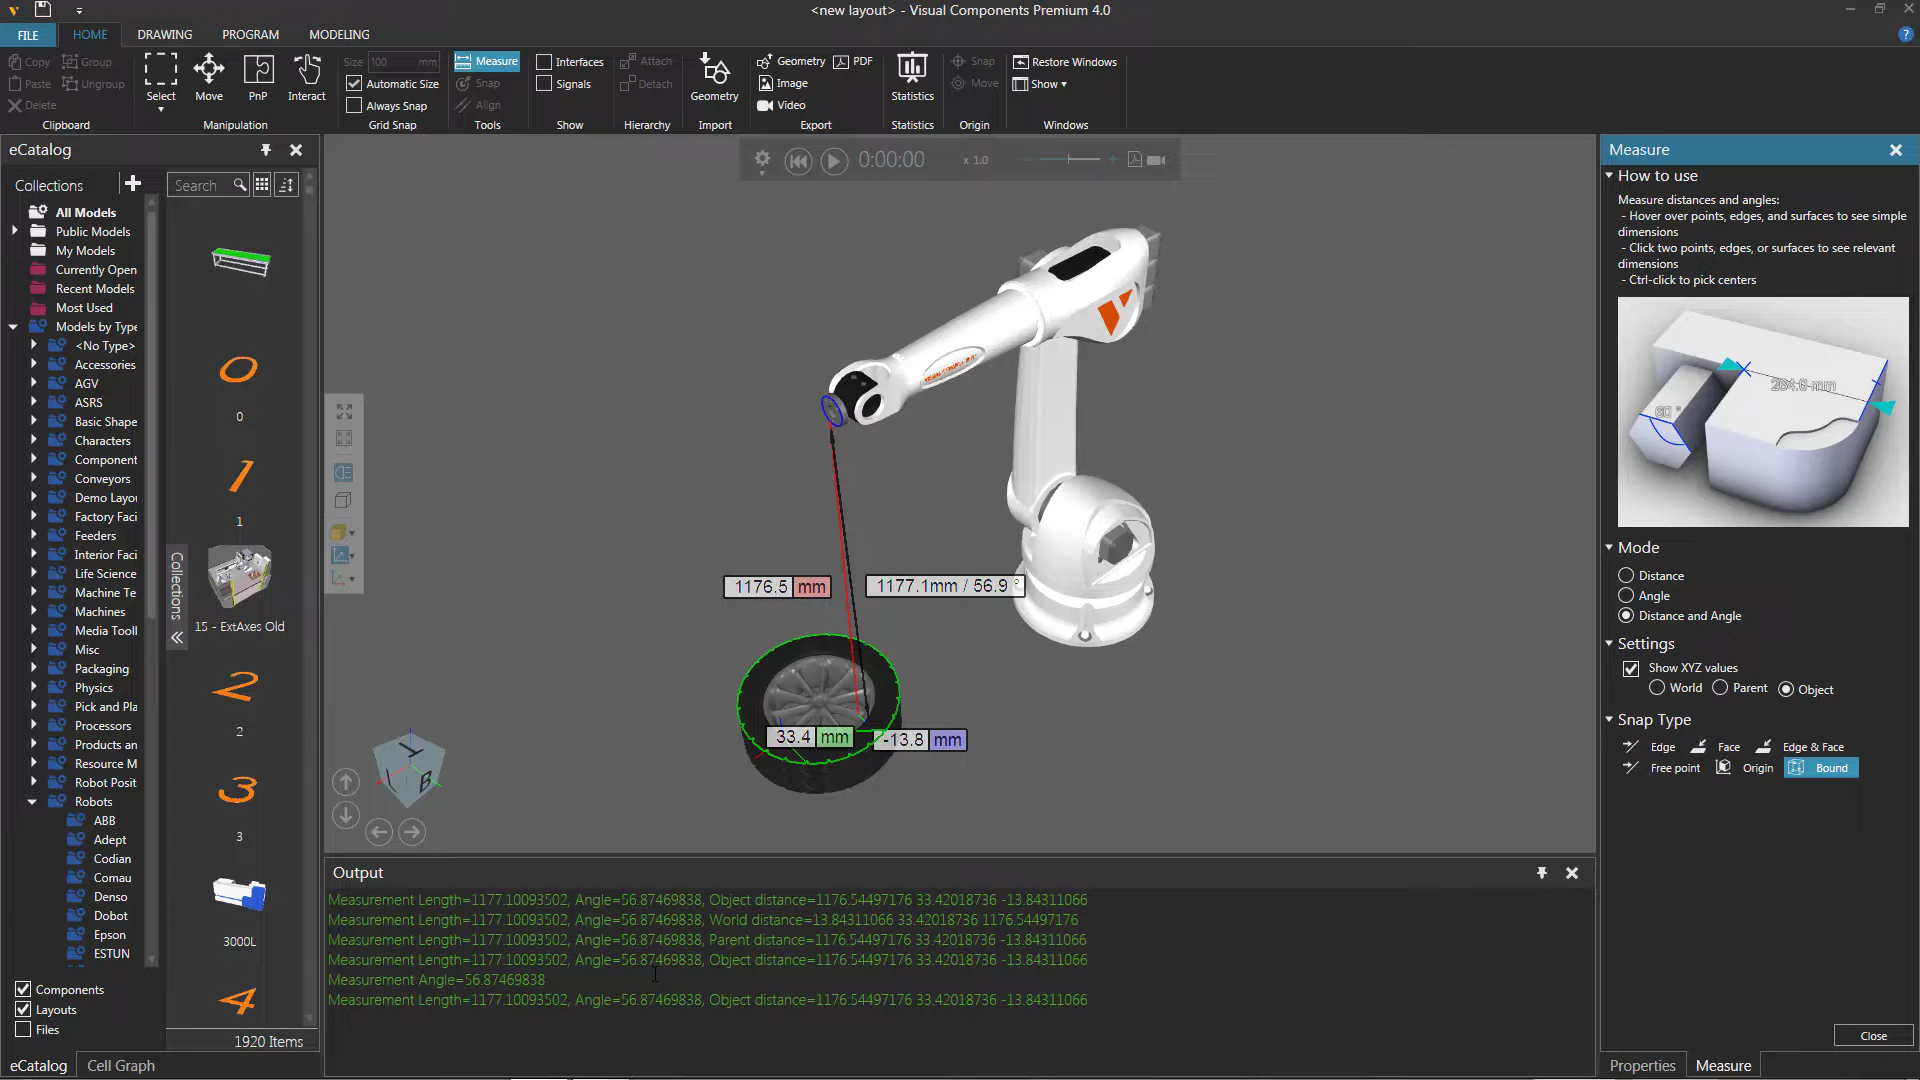 <new layout> - Visual Components Premium 4.0
FILE HOME DRAWING PROGRAM MODELING
Copy Group
Paste Ungroup
Delete
Clipboard
Select Move PnP Interact
Manipulation
Size 100 mm
Automatic Size
Always Snap
Grid Snap
Measure
Snap
Align
Tools
Interfaces
Signals
Show
Attach
Detach
Hierarchy
Geometry
Import
Geometry PDF
Image
Video
Export
Statistics
Statistics
Snap
Move
Origin
Restore Windows
Show
Windows
eCatalog
Collections
Search
All Models
Public Models
My Models
Currently Open
Recent Models
Most Used
Models by Type
<No Type>
Accessories
AGV
ASRS
Basic Shape
Characters
Component
Conveyors
Demo Layou
Factory Faci
Feeders
Interior Faci
Life Science
Machine Te
Machines
Media Tooll
Misc
Packaging
Physics
Pick and Pla
Processors
Products an
Resource M
Robot Posit
Robots
ABB
Adept
Codian
Comau
Denso
Dobot
Epson
ESTUN
Components
Layouts
Files
Collections
0
0
1
1
15 - ExtAxes Old
2
2
3
3
3000L
4
1920 Items
eCatalog Cell Graph
0:00:00 x 1.0
1176.5 mm
1177.1mm / 56.9 °
33.4 mm
-13.8 mm
B
Output
Measurement Length=1177.10093502, Angle=56.87469838, Object distance=1176.54497176 33.42018736 -13.84311066
Measurement Length=1177.10093502, Angle=56.87469838, World distance=13.84311066 33.42018736 1176.54497176
Measurement Length=1177.10093502, Angle=56.87469838, Parent distance=1176.54497176 33.42018736 -13.84311066
Measurement Length=1177.10093502, Angle=56.87469838, Object distance=1176.54497176 33.42018736 -13.84311066
Measurement Angle=56.87469838
Measurement Length=1177.10093502, Angle=56.87469838, Object distance=1176.54497176 33.42018736 -13.84311066
Measure
How to use
Measure distances and angles:
- Hover over points, edges, and surfaces to see simple
dimensions
- Click two points, edges, or surfaces to see relevant
dimensions
- Ctrl-click to pick centers
264.0 mm
60 °
Mode
Distance
Angle
Distance and Angle
Settings
Show XYZ values
World Parent Object
Snap Type
Edge Face Edge & Face
Free point Origin Bound
Close
Properties Measure